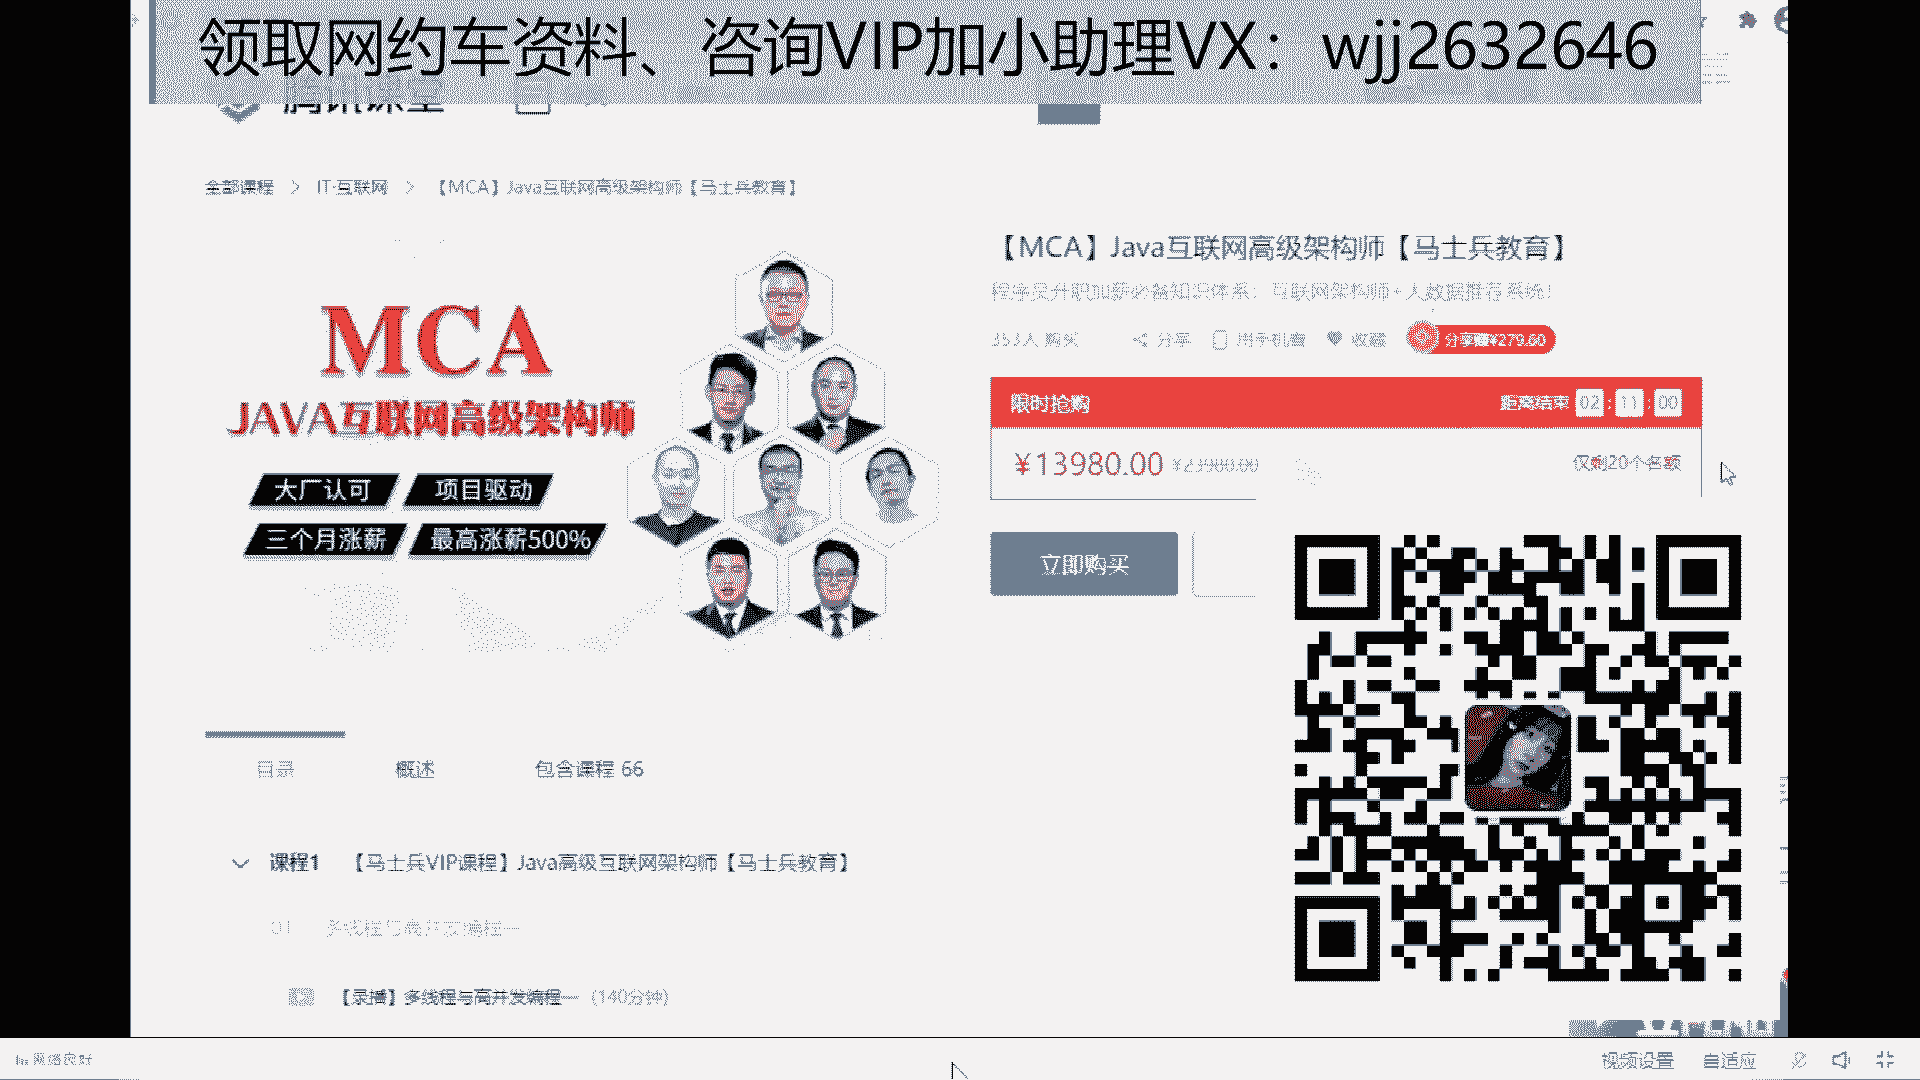 领取网约车资料、咨询VIP加小助理VX：wjj2632646
腾讯课堂
全部课程 > IT·互联网 > 【MCA】Java互联网高级架构师【马士兵教育】
【MCA】Java互联网高级架构师【马士兵教育】
程序员升职加薪必备知识体系：互联网架构师+大数据推荐系统！
353人 购买 分享 用手机看 收藏 分享赚¥279.60
MCA
JAVA互联网高级架构师
大厂认可 项目驱动
三个月涨薪 最高涨薪500%
限时抢购 距离结束 02 : 11 : 00
¥13980.00 ¥23980.00 仅剩20个名额
立即购买
目录 概述 包含课程 66
课程1 【马士兵VIP课程】Java高级互联网架构师【马士兵教育】
01 多线程与高并发编程一
【录播】多线程与高并发编程一 (140分钟)
网络良好 视频设置 自适应